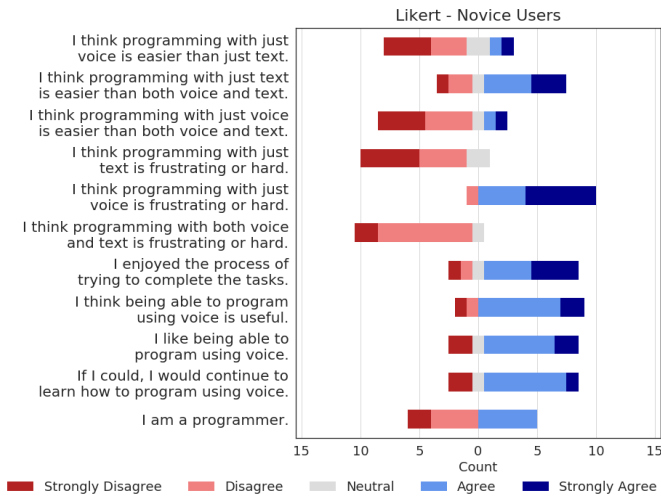 Likert - Novice Users
I think programming with just
voice is easier than just text.
I think programming with just text
is easier than both voice and text.
I think programming with just voice
is easier than both voice and text.
I think programming with just
text is frustrating or hard.
I think programming with just
voice is frustrating or hard.
I think programming with both voice
and text is frustrating or hard.
I enjoyed the process of
trying to complete the tasks.
I think being able to program
using voice is useful.
I like being able to
program using voice.
If I could, I would continue to
learn how to program using voice.
I am a programmer.
15 10 5 0 5 10 15
Count
Strongly Disagree Disagree Neutral Agree Strongly Agree